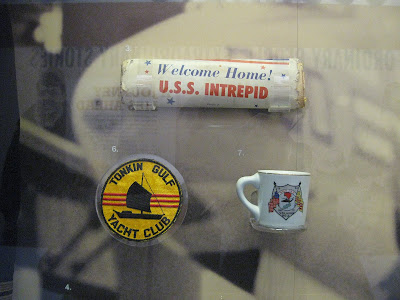 Welcome Home!
U.S.S. INTREPID
6.
7.
TONKIN GULF
YACHT CLUB
4.